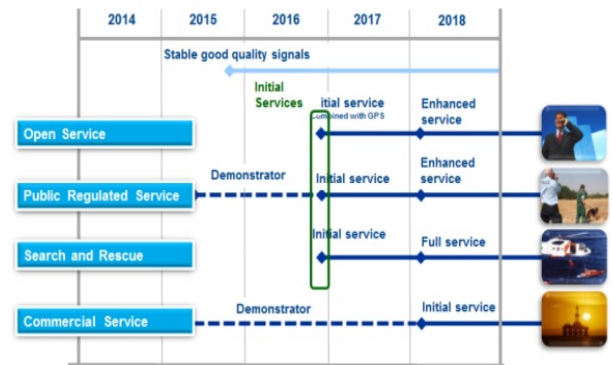 2014 2015 2016 2017 2018
Stable good quality signals
Initial
Services
itial service
combined with GPS
Enhanced
service
Open Service
Demonstrator
Initial service
Enhanced
service
Public Regulated Service
Initial service
Full service
Search and Rescue
Demonstrator
Initial service
Commercial Service